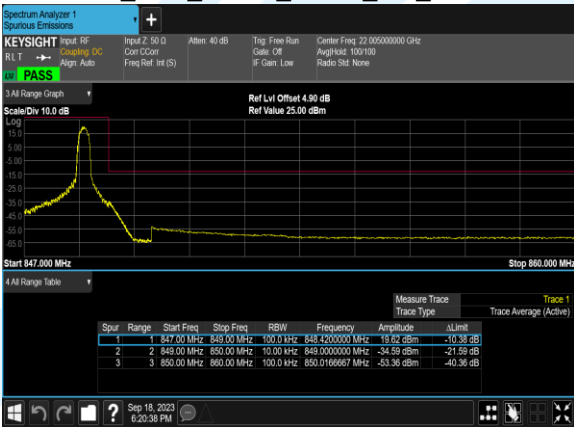 Spectrum Analyzer 1
Spurious Emissions
+
KEYSIGHT Input: RF Input Z: 50 Ω Atten: 40 dB Trig: Free Run Center Freq: 22.005000000 GHz
RLT Coupling: DC Corr CCorr Gate: Off Avg|Hold: 100/100
Align: Auto Freq Ref: Int (S) IF Gain: Low Radio Std: None
PASS
3 All Range Graph
Ref Lvl Offset 4.90 dB
Scale/Div 10.0 dB Ref Value 25.00 dBm
Log
15.0
5.00
-5.00
-15.0
-25.0
-35.0
-45.0
-55.0
-65.0
Start 847.000 MHz Stop 860.000 MHz
4 All Range Table
Measure Trace Trace 1
Trace Type Trace Average (Active)
Spur Range Start Freq Stop Freq RBW Frequency Amplitude ΔLimit
1 1 847.00 MHz 849.00 MHz 100.0 kHz 848.4200000 MHz 19.62 dBm -10.38 dB
2 2 849.00 MHz 850.00 MHz 10.00 kHz 849.0000000 MHz -34.59 dBm -21.59 dB
3 3 850.00 MHz 860.00 MHz 100.0 kHz 850.0166667 MHz -53.36 dBm -40.36 dB
? Sep 18, 2023
6:20:38 PM